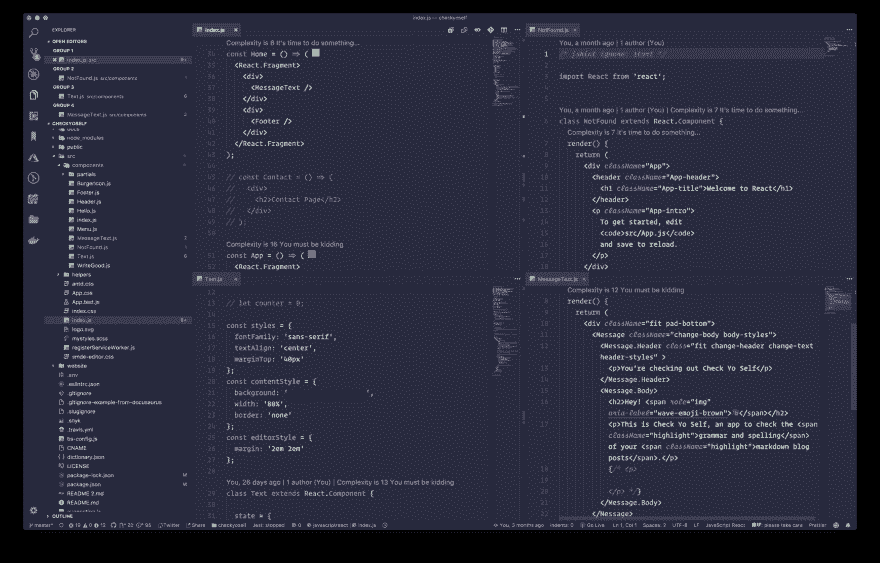 index.js — checkyoself
EXPLORER
OPEN EDITORS
GROUP 1
index.js src
GROUP 2
NotFound.js src/components
GROUP 3
Text.js src/components
GROUP 4
MessageText.js src/components
CHECKYOSELF
node_modules
public
src
components
partials
Footer.js
Header.js
Hello.js
index.js
Menu.js
MessageText.js
NotFound.js
Text.js
WriteGood.js
helpers
antd.css
App.css
App.test.js
index.css
index.js
logo.svg
mystyles.scss
registerServiceWorker.js
vmde-editor.css
website
.env
.eslintrc.json
.gitignore
.gitignore-example-from-docusaurus
.slugignore
.snyk
.travis.yml
bs-config.js
CNAME
dictionary.json
LICENSE
package-lock.json
package.json
README 2.md
README.md
OUTLINE
index.js
Complexity is 6 It's time to do something...
const Home = () => (
<React.Fragment>
<div>
<MessageText />
</div>
<div>
<Footer />
</div>
</React.Fragment>
);
// const Contact = () => {
// <div>
// <h2>Contact Page</h2>
// </div>
// );
Complexity is 16 You must be kidding
const App = () => (
<React.Fragment>
NotFound.js
You, a month ago | 1 author (You)
import React from 'react';
You, a month ago | 1 author (You) | Complexity is 7 It's time to do something...
class NotFound extends React.Component {
Complexity is 7 It's time to do something...
render() {
return (
<div className="App">
<header className="App-header">
<h1 className="App-title">Welcome to React</h1>
</header>
<p className="App-intro">
To get started, edit
<code>src/App.js</code>
and save to reload.
</p>
</div>
Text.js
// let counter = 0;
const styles = {
fontFamily: 'sans-serif',
textAlign: 'center',
marginTop: '40px'
};
const contentStyle = {
background: ' ',
width: '80%',
border: 'none'
};
const editorStyle = {
margin: '2em 2em'
};
You, 26 days ago | 1 author (You) | Complexity is 13 You must be kidding
class Text extends React.Component {
state = {
MessageText.js
Complexity is 12 You must be kidding
render() {
return (
<div className="fit pad-bottom">
<Message className="change-body body-styles">
<Message.Header class="fit change-header change-text
header-styles" >
<p>You're checking out Check Yo Self</p>
</Message.Header>
<Message.Body>
<h2>Hey! <span role="img"
aria-label="wave-emoji-brown"></span></h2>
<p>This is Check Yo Self, an app to check the <span
className="highlight">grammar and spelling</span>
of your <span className="highlight">markdown blog
posts</span>.</p>
{/* <p>
</p> */}
</Message.Body>
</Message>
master* Twitter Share checkyoself Jest: stopped javascriptreact index.js You, 3 months ago Indents: 0 Go Live Ln 1, Col 1 Spaces: 2 UTF-8 LF JavaScript React please take care Prettier